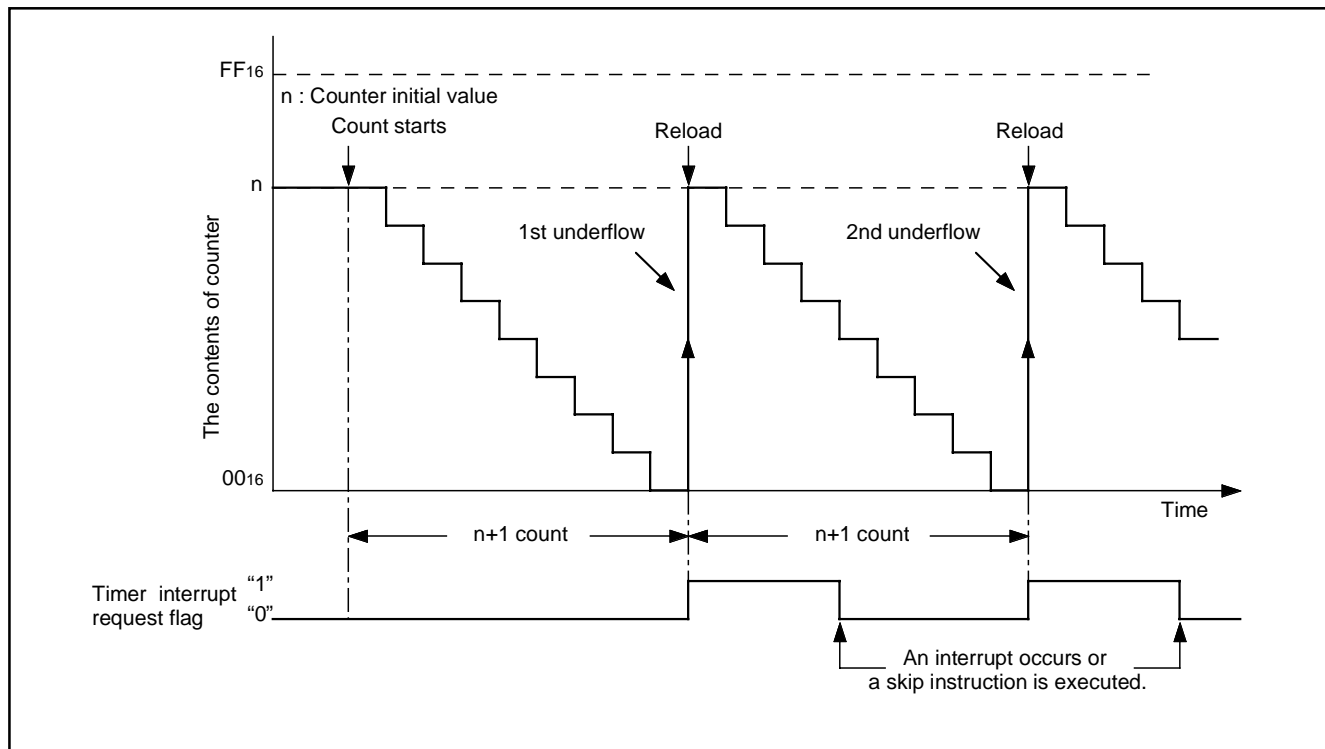 FF16
n : Counter initial value
Count starts
Reload
Reload
n
The contents of counter
1st underflow
2nd underflow
0016
Time
n+1 count
n+1 count
Timer interrupt
request flag
“1”
“0”
An interrupt occurs or
a skip instruction is executed.